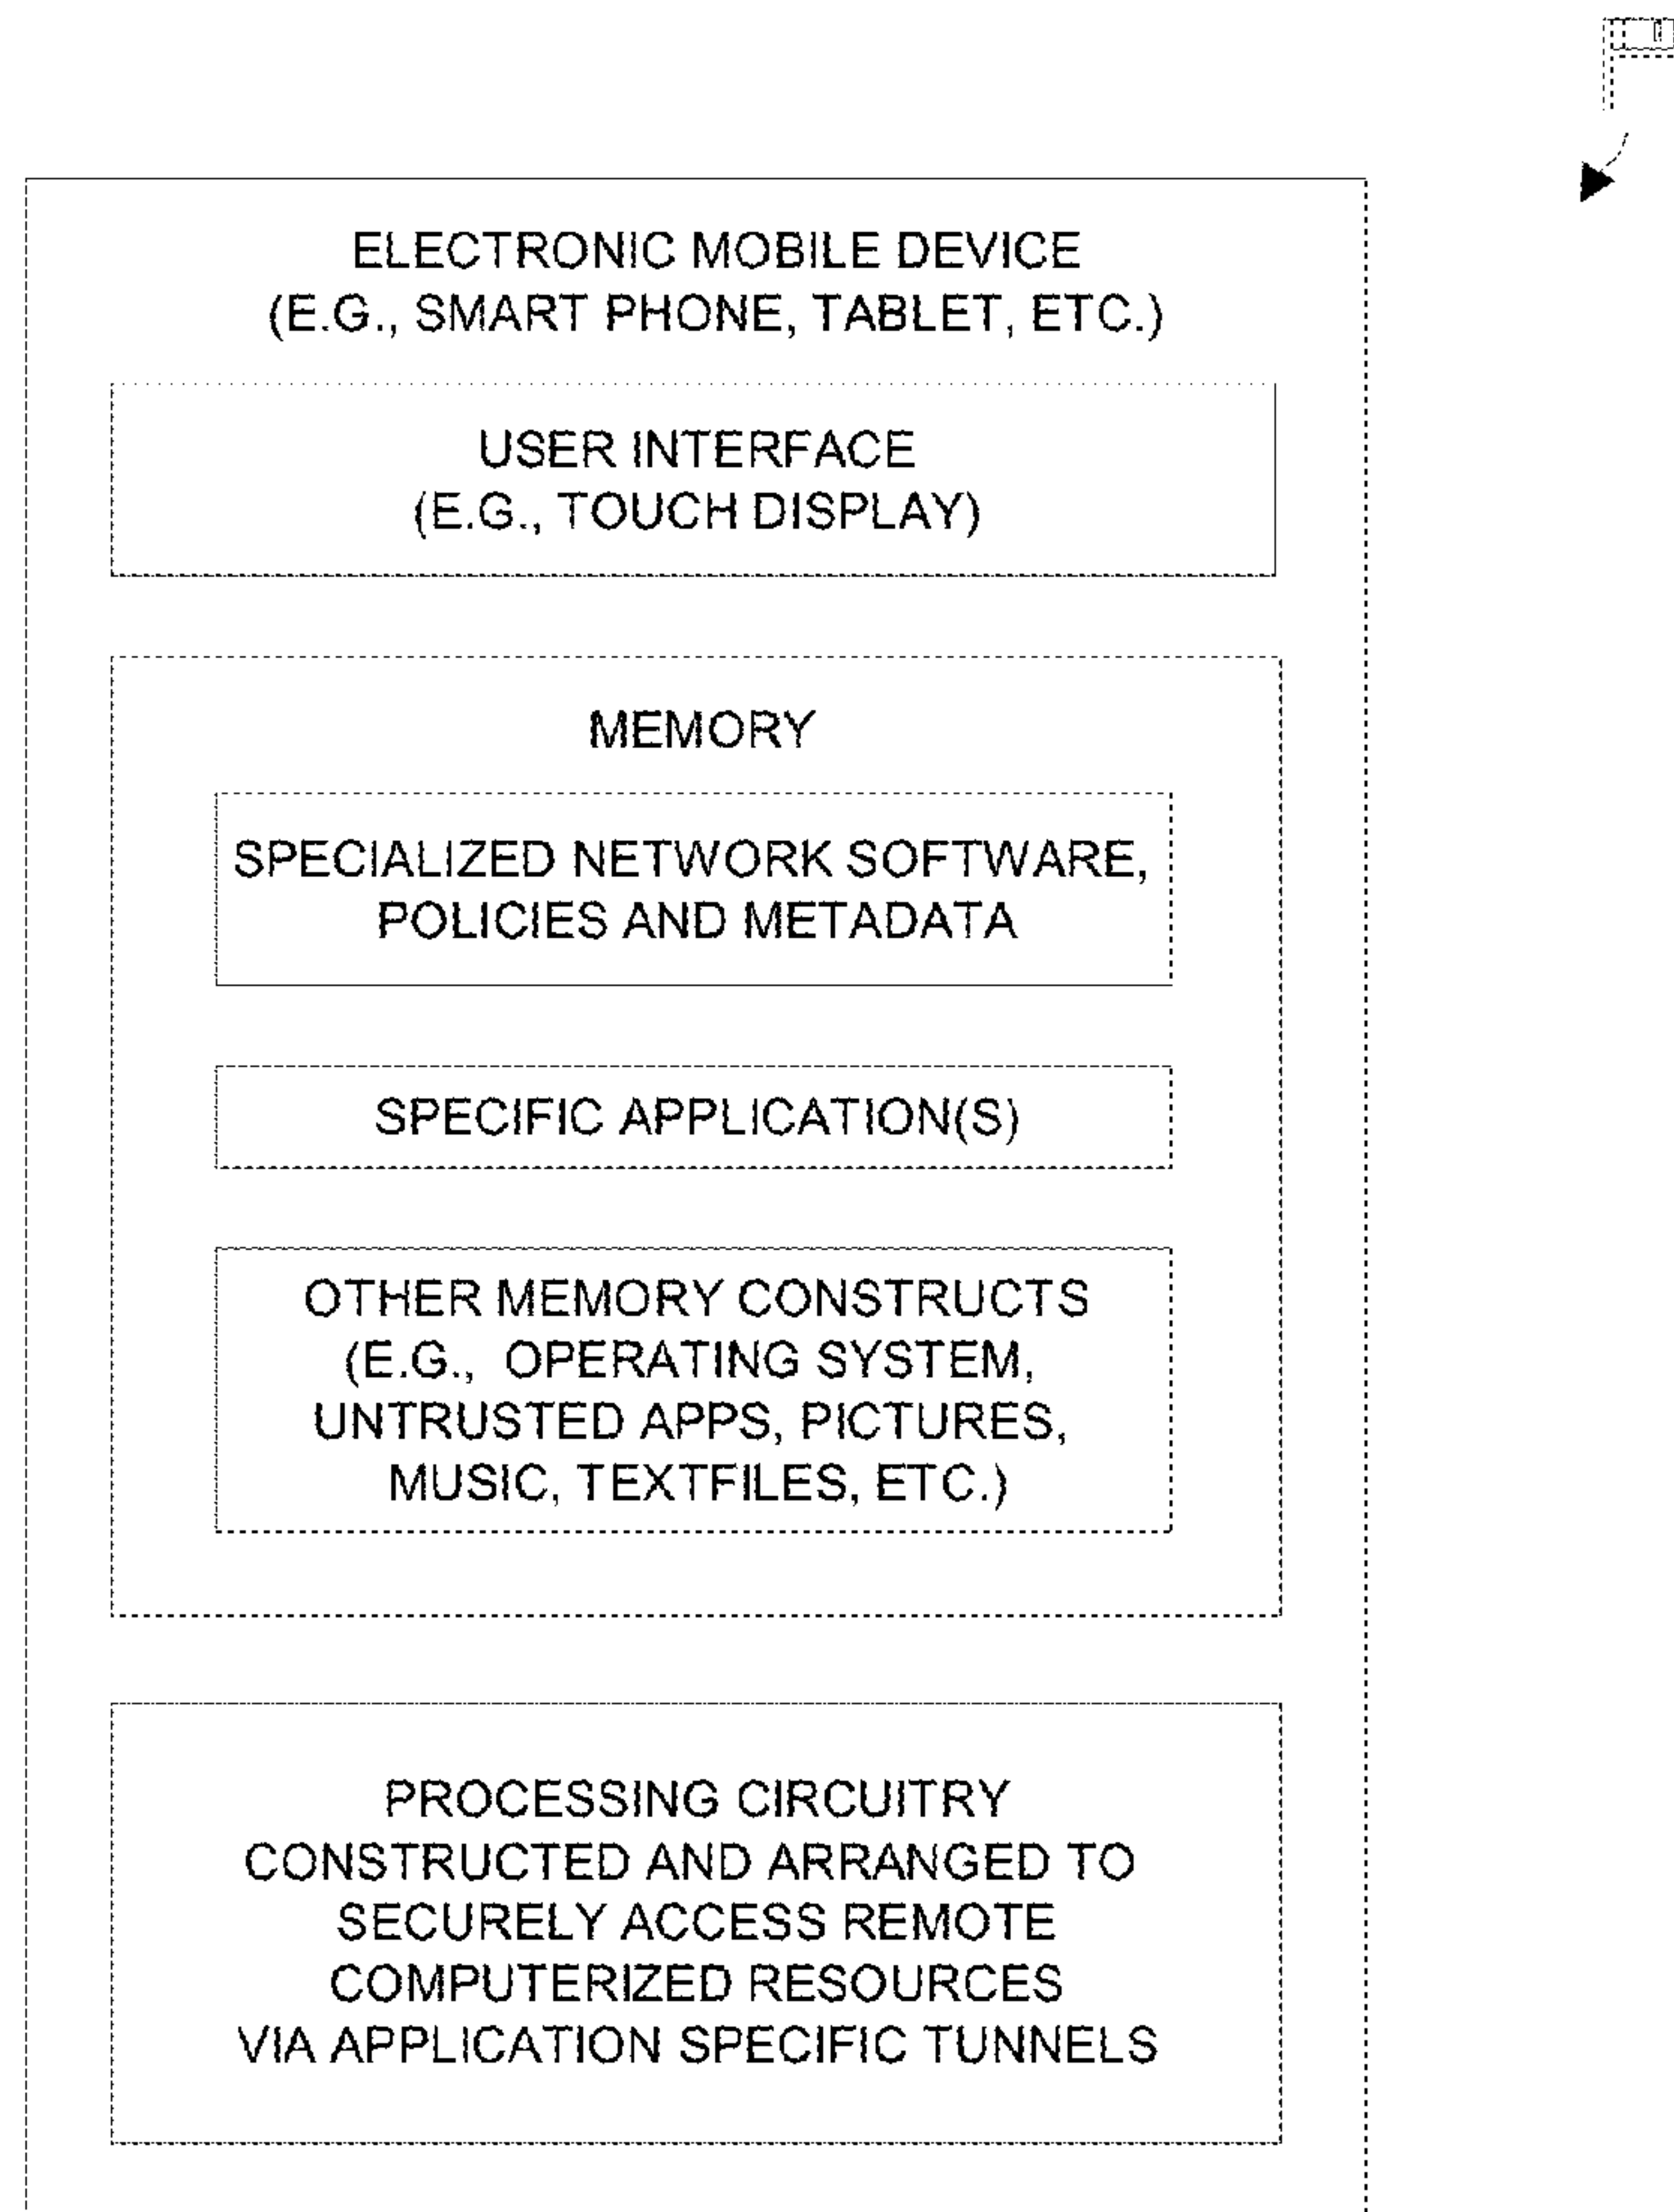 ELECTRONIC MOBILE DEVICE
(E.G., SMART PHONE, TABLET, ETC.)
USER INTERFACE
(E.G., TOUCH DISPLAY)
MEMORY
SPECIALIZED NETWORK SOFTWARE,
POLICIES AND METADATA
SPECIFIC APPLICATION(S)
OTHER MEMORY CONSTRUCTS
(E.G., OPERATING SYSTEM,
UNTRUSTED APPS, PICTURES,
MUSIC, TEXTFILES, ETC.)
PROCESSING CIRCUITRY
CONSTRUCTED AND ARRANGED TO
SECURELY ACCESS REMOTE
COMPUTERIZED RESOURCES
VIA APPLICATION SPECIFIC TUNNELS